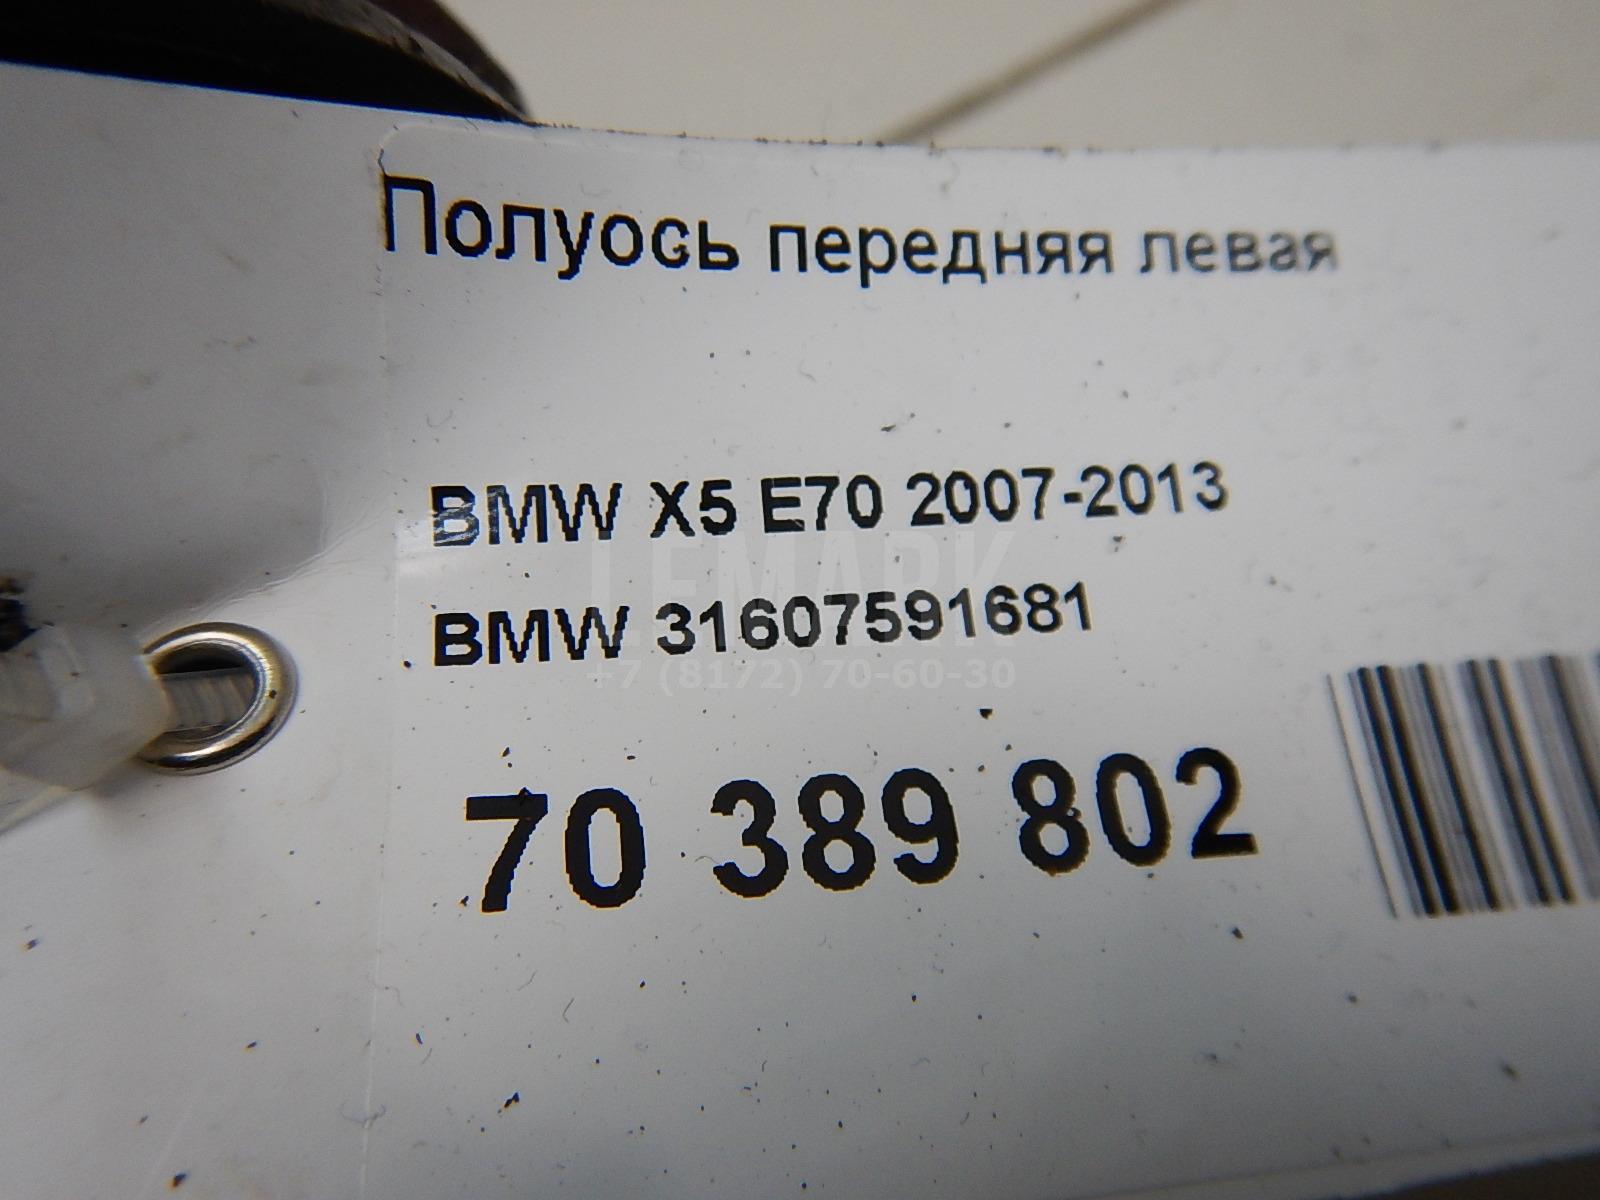 Полуось передняя левая
BMW X5 E70 2007-2013
LEMARK
BMW 31607591681
+7 (8172) 70-60-30
70 389 802